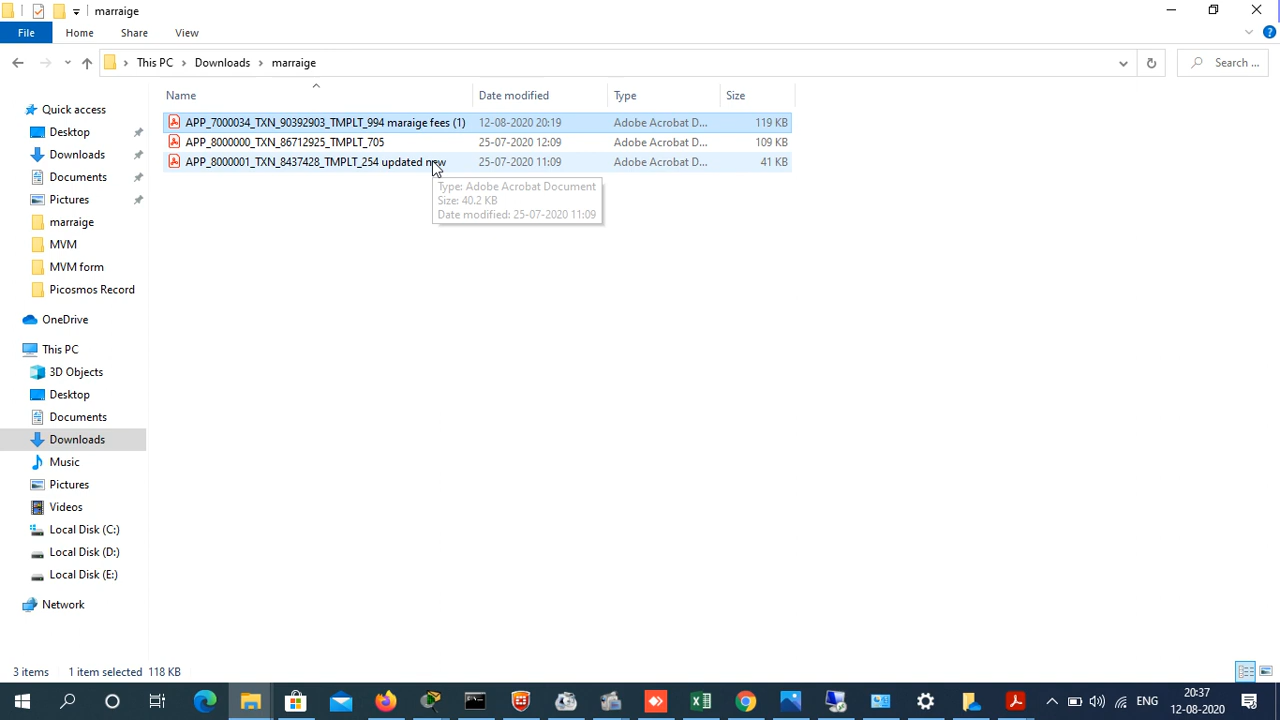 marraige
File
Home
Share
View
This PC
Downloads
marraige
Search ...
Name
Date modified
Type
Size
APP_7000034_TXN_90392903_TMPLT_994 maraige fees (1)
12-08-2020 20:19
Adobe Acrobat D...
119 KB
APP_8000000_TXN_86712925_TMPLT_705
25-07-2020 12:09
Adobe Acrobat D...
109 KB
APP_8000001_TXN_8437428_TMPLT_254 updated new
25-07-2020 11:09
Adobe Acrobat D...
41 KB
Type: Adobe Acrobat Document
Size: 40.2 KB
Date modified: 25-07-2020 11:09
Quick access
Desktop
Downloads
Documents
Pictures
marraige
MVM
MVM form
Picosmos Record
OneDrive
This PC
3D Objects
Desktop
Documents
Downloads
Music
Pictures
Videos
Local Disk (C:)
Local Disk (D:)
Local Disk (E:)
Network
3 items
1 item selected 118 KB
ENG
20:37
12-08-2020